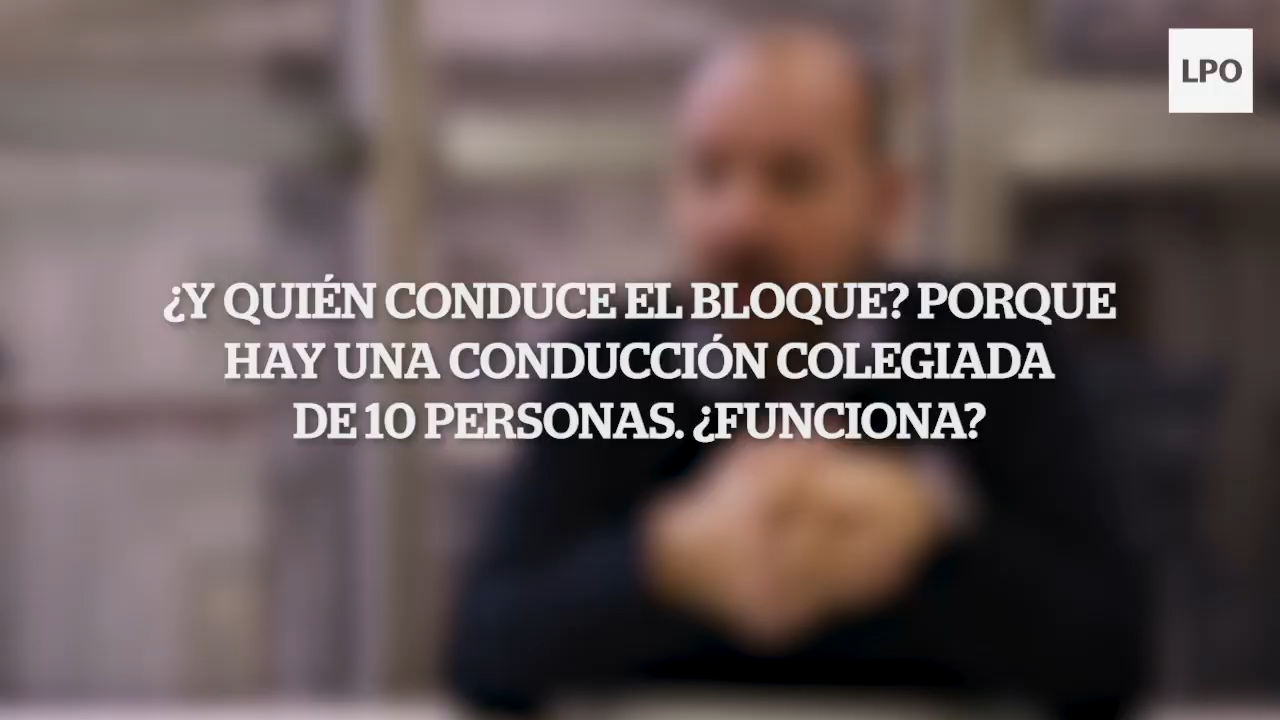 LPO
¿Y QUIÉN CONDUCE EL BLOQUE? PORQUE
HAY UNA CONDUCCIÓN COLEGIADA
DE 10 PERSONAS. ¿FUNCIONA?